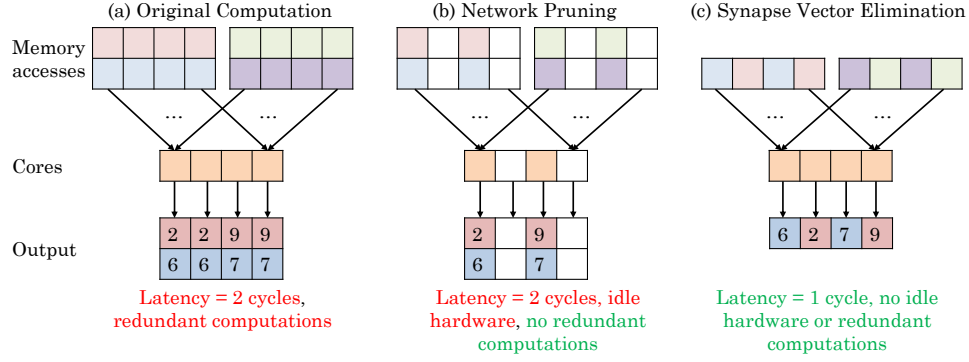 (a) Original Computation
(b) Network Pruning
(c) Synapse Vector Elimination
Memory
accesses
...
...
...
...
...
...
Cores
Output
2 2 9 9
6 6 7 7
2 9
6 7
6 2 7 9
Latency = 2 cycles,
redundant computations
Latency = 2 cycles, idle
hardware, no redundant
computations
Latency = 1 cycle, no idle
hardware or redundant
computations